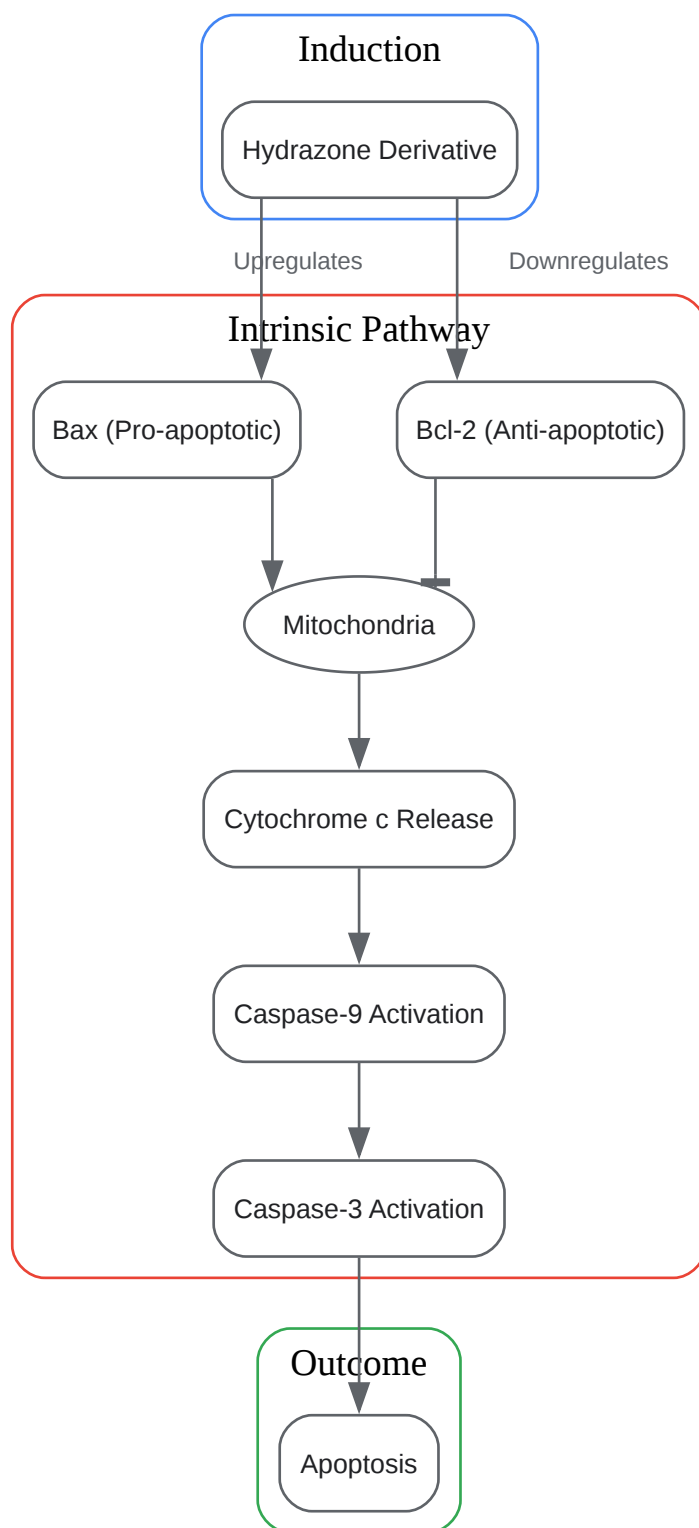 Induction
Hydrazone Derivative
Upregulates
Downregulates
Intrinsic Pathway
Bax (Pro-apoptotic)
Bcl-2 (Anti-apoptotic)
Mitochondria
Cytochrome c Release
Caspase-9 Activation
Caspase-3 Activation
Outcome
Apoptosis